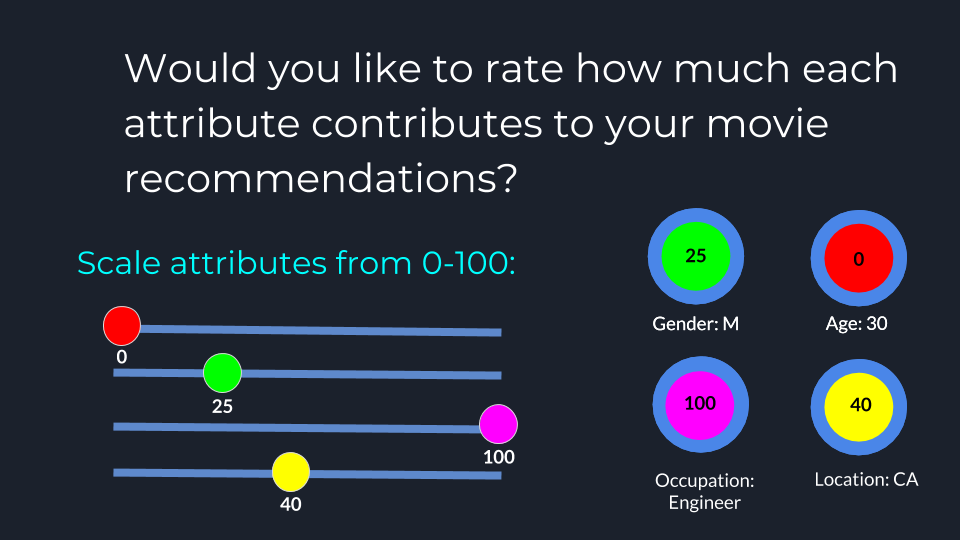 Would you like to rate how much each
attribute contributes to your movie
recommendations?
Scale attributes from 0-100:
0
25
100
40
25
Gender: M
0
Age: 30
100
Occupation:
Engineer
40
Location: CA